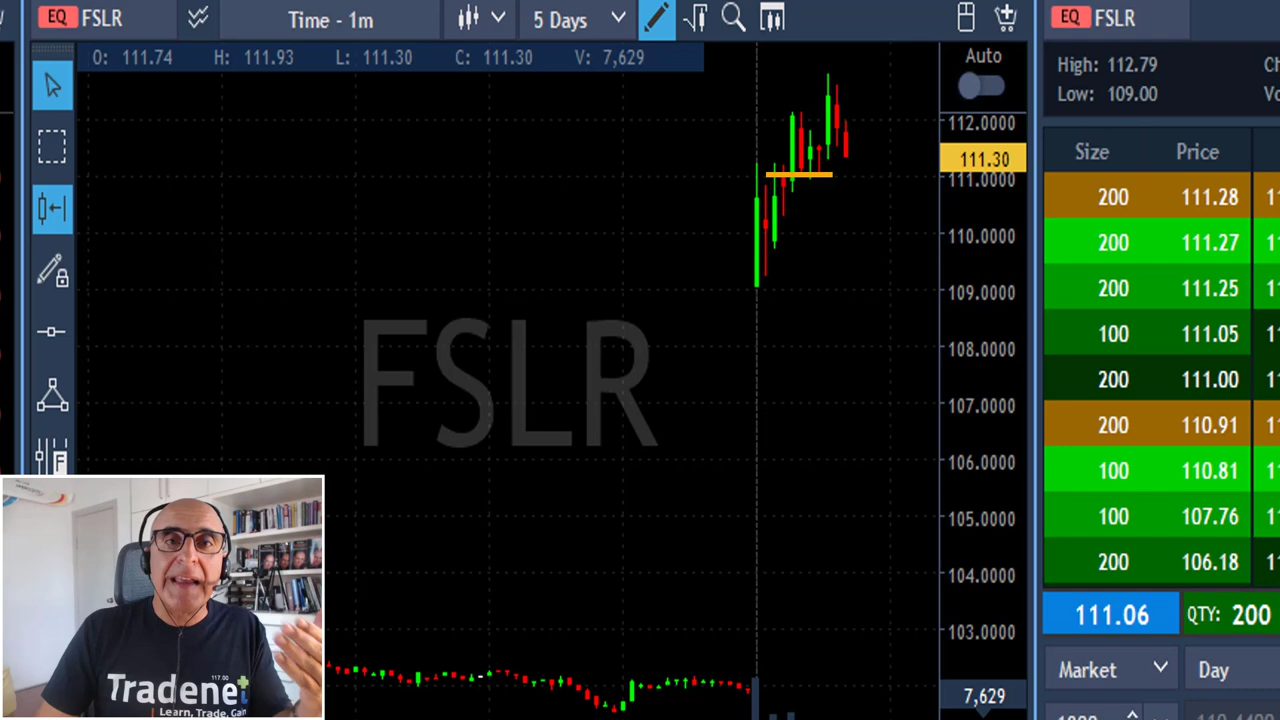 EQ FSLR
Time - 1m
5 Days
O: 111.74 H: 111.93 L: 111.30 C: 111.30 V: 7,629
Auto
112.0000
111.30
111.0000
110.0000
109.0000
108.0000
107.0000
106.0000
105.0000
104.0000
103.0000
7,629
FSLR
F
EQ FSLR
High: 112.79
Low: 109.00
Size Price
200 111.28
200 111.27
200 111.25
100 111.05
200 111.00
200 110.91
100 110.81
100 107.76
200 106.18
111.06 QTY: 200
Market Day
117.00
Tradenet
Learn, Trade, Gain